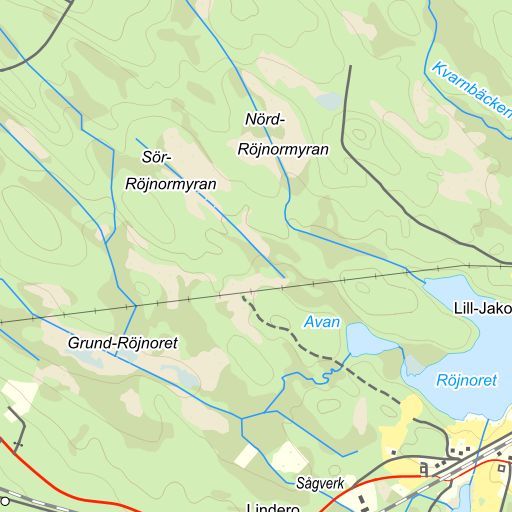 Kvarnbäcken
Nörd-
Röjnormyran
Sör-
Röjnormyran
Lill-Jako
Avan
Grund-Röjnoret
Röjnoret
Sågverk
Lindero